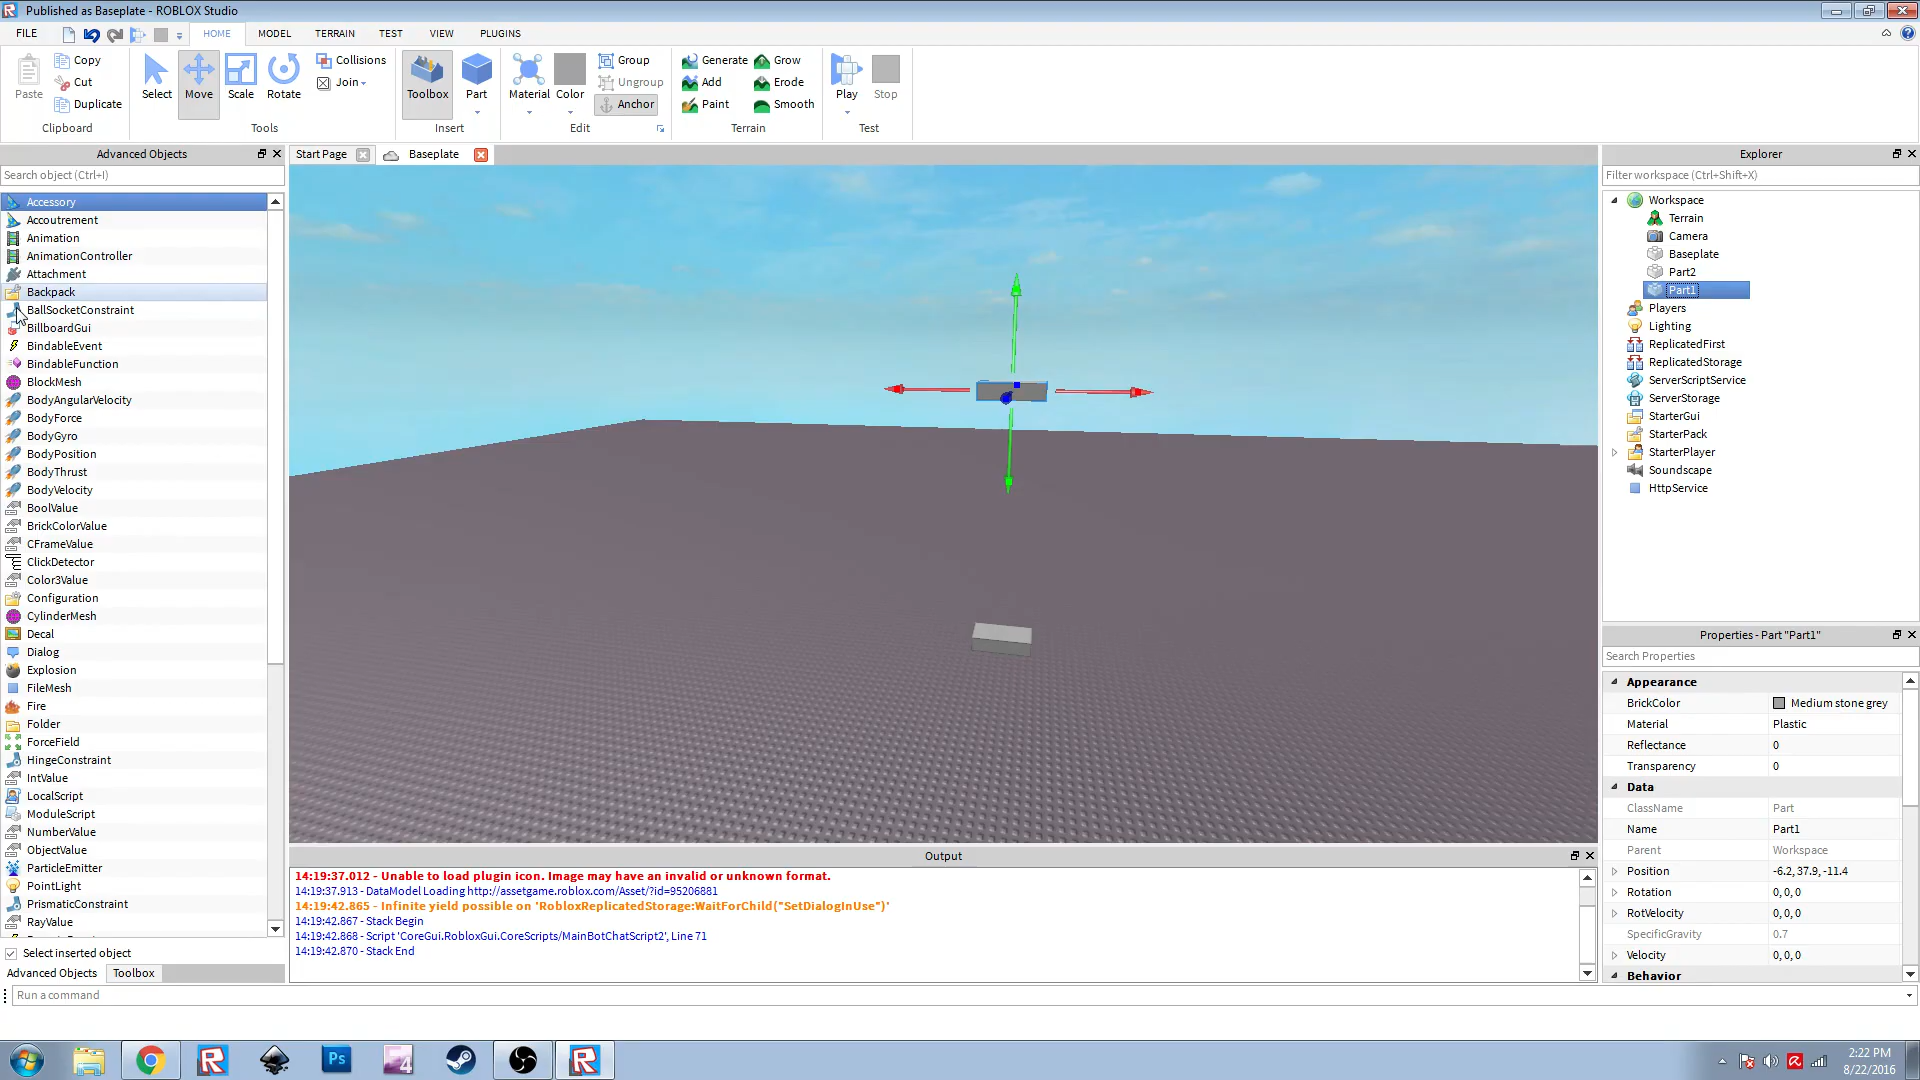 Published as Baseplate - ROBLOX Studio
FILE
HOME
MODEL
TERRAIN
TEST
VIEW
PLUGINS
Paste
Copy
Cut
Duplicate
Clipboard
Select
Move
Scale
Rotate
Collisions
Join
Tools
Toolbox
Part
Insert
Material
Color
Group
Ungroup
Anchor
Edit
Generate
Add
Paint
Grow
Erode
Smooth
Terrain
Play
Stop
Test
Advanced Objects
Search object (Ctrl+I)
Accessory
Accoutrement
Animation
AnimationController
Attachment
Backpack
BallSocketConstraint
BillboardGui
BindableEvent
BindableFunction
BlockMesh
BodyAngularVelocity
BodyForce
BodyGyro
BodyPosition
BodyThrust
BodyVelocity
BoolValue
BrickColorValue
CFrameValue
ClickDetector
Color3Value
Configuration
CylinderMesh
Decal
Dialog
Explosion
FileMesh
Fire
Folder
ForceField
HingeConstraint
IntValue
LocalScript
ModuleScript
NumberValue
ObjectValue
ParticleEmitter
PointLight
PrismaticConstraint
RayValue
Select inserted object
Advanced Objects
Toolbox
Start Page
Baseplate
Output
14:19:37.012 - Unable to load plugin icon. Image may have an invalid or unknown format.
14:19:37.913 - DataModel Loading http://assetgame.roblox.com/Asset/?id=95206881
14:19:42.865 - Infinite yield possible on 'RobloxReplicatedStorage:WaitForChild("SetDialogInUse")'
14:19:42.867 - Stack Begin
14:19:42.868 - Script 'CoreGui.RobloxGui.CoreScripts/MainBotChatScript2', Line 71
14:19:42.870 - Stack End
Explorer
Filter workspace (Ctrl+Shift+X)
Workspace
Terrain
Camera
Baseplate
Part2
Part1
Players
Lighting
ReplicatedFirst
ReplicatedStorage
ServerScriptService
ServerStorage
StarterGui
StarterPack
StarterPlayer
Soundscape
HttpService
Properties - Part "Part1"
Search Properties
Appearance
BrickColor Medium stone grey
Material Plastic
Reflectance 0
Transparency 0
Data
ClassName Part
Name Part1
Parent Workspace
Position -6.2, 37.9, -11.4
Rotation 0, 0, 0
RotVelocity 0, 0, 0
SpecificGravity 0.7
Velocity 0, 0, 0
Behavior
Run a command
Ps
4
2:22 PM
8/22/2016